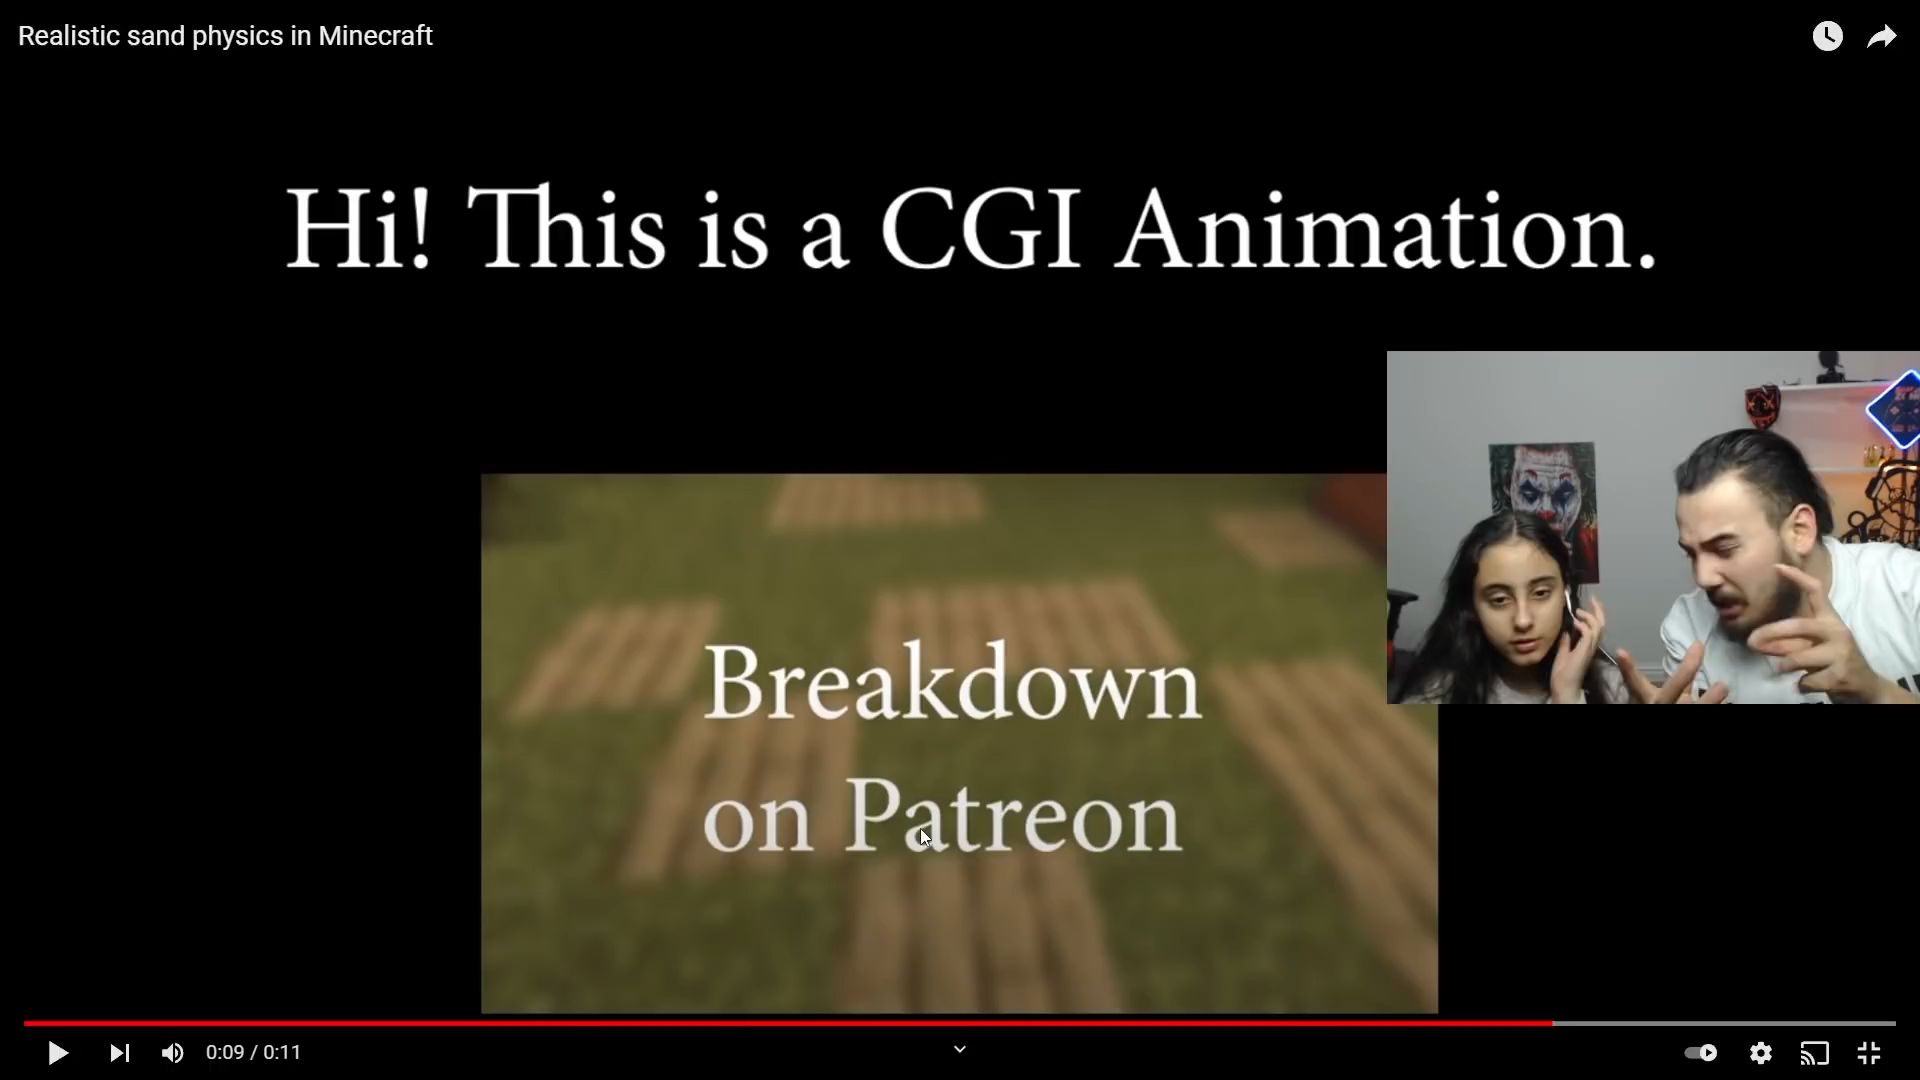 Realistic sand physics in Minecraft
Hi! This is a CGI Animation.
Breakdown
on Patreon
0:09 / 0:11